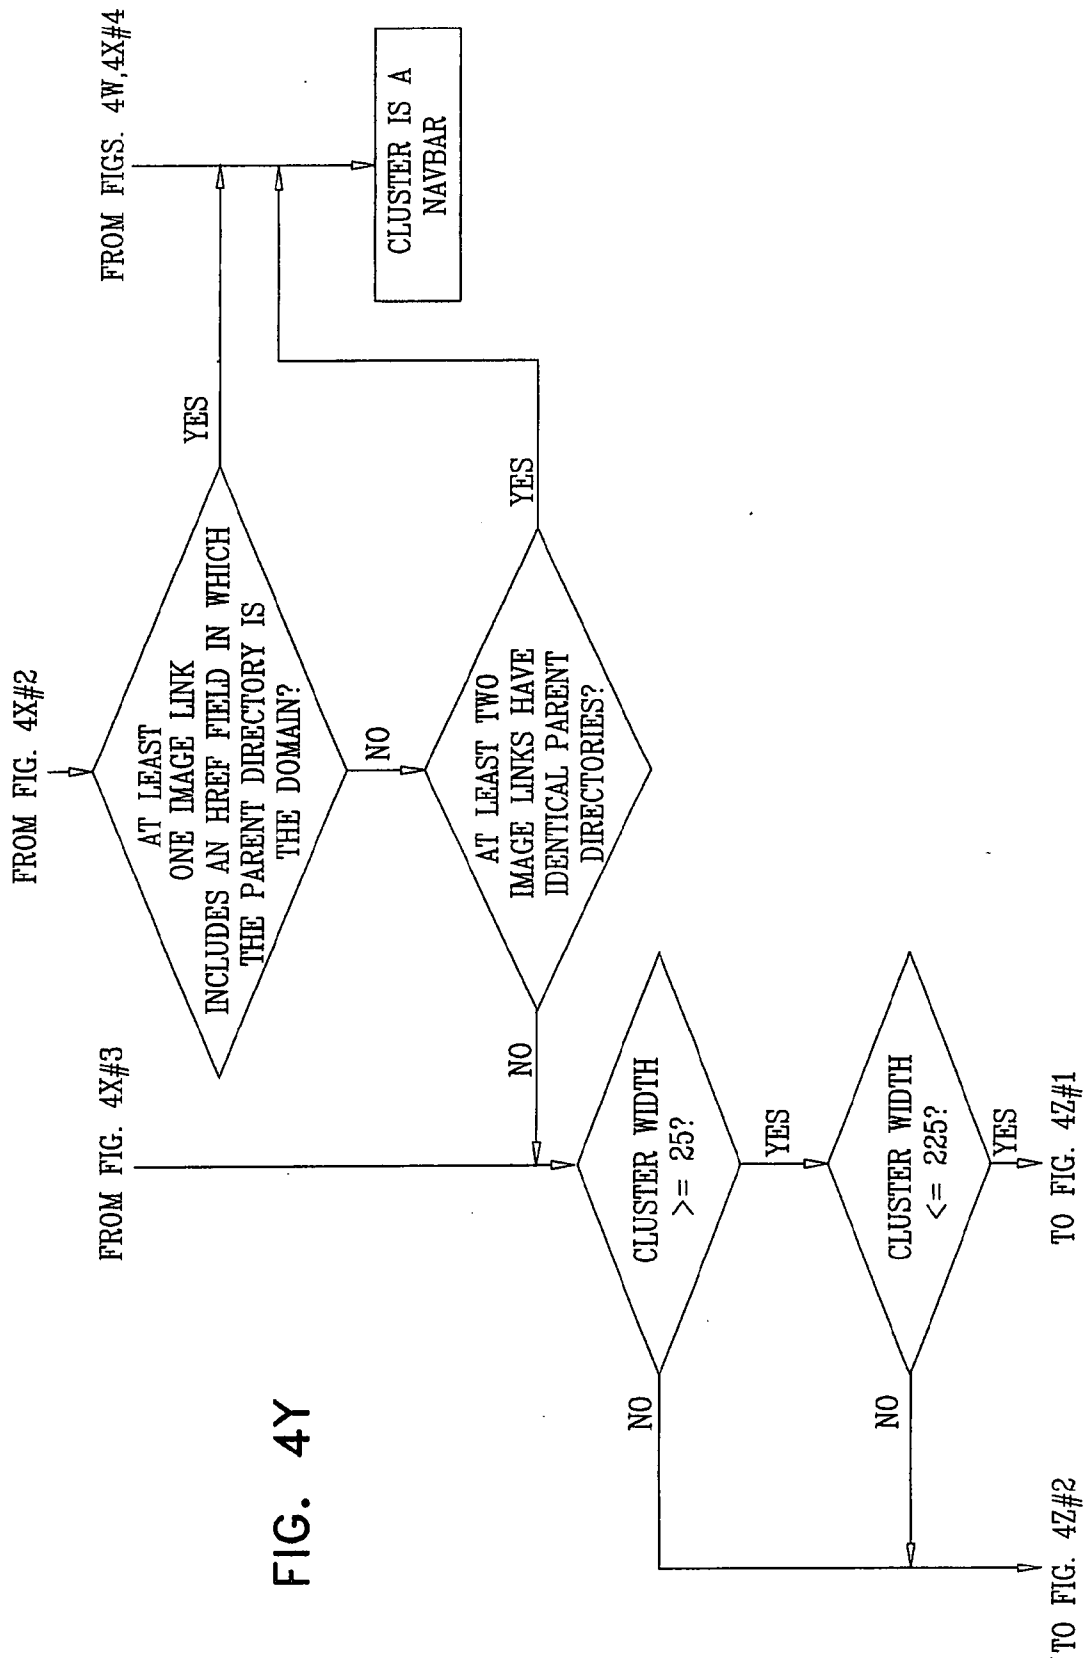 FIG. 4Y
FROM FIG. 4X#3
FROM FIG. 4X#2
FROM FIGS. 4W,4X#4
AT LEAST
ONE IMAGE LINK
INCLUDES AN HREF FIELD IN WHICH
THE PARENT DIRECTORY IS
THE DOMAIN?
YES
NO
CLUSTER IS A
NAVBAR
AT LEAST TWO
IMAGE LINKS HAVE
IDENTICAL PARENT
DIRECTORIES?
YES
NO
CLUSTER WIDTH
>= 25?
NO
YES
CLUSTER WIDTH
<= 225?
NO
YES
TO FIG. 4Z#2
TO FIG. 4Z#1